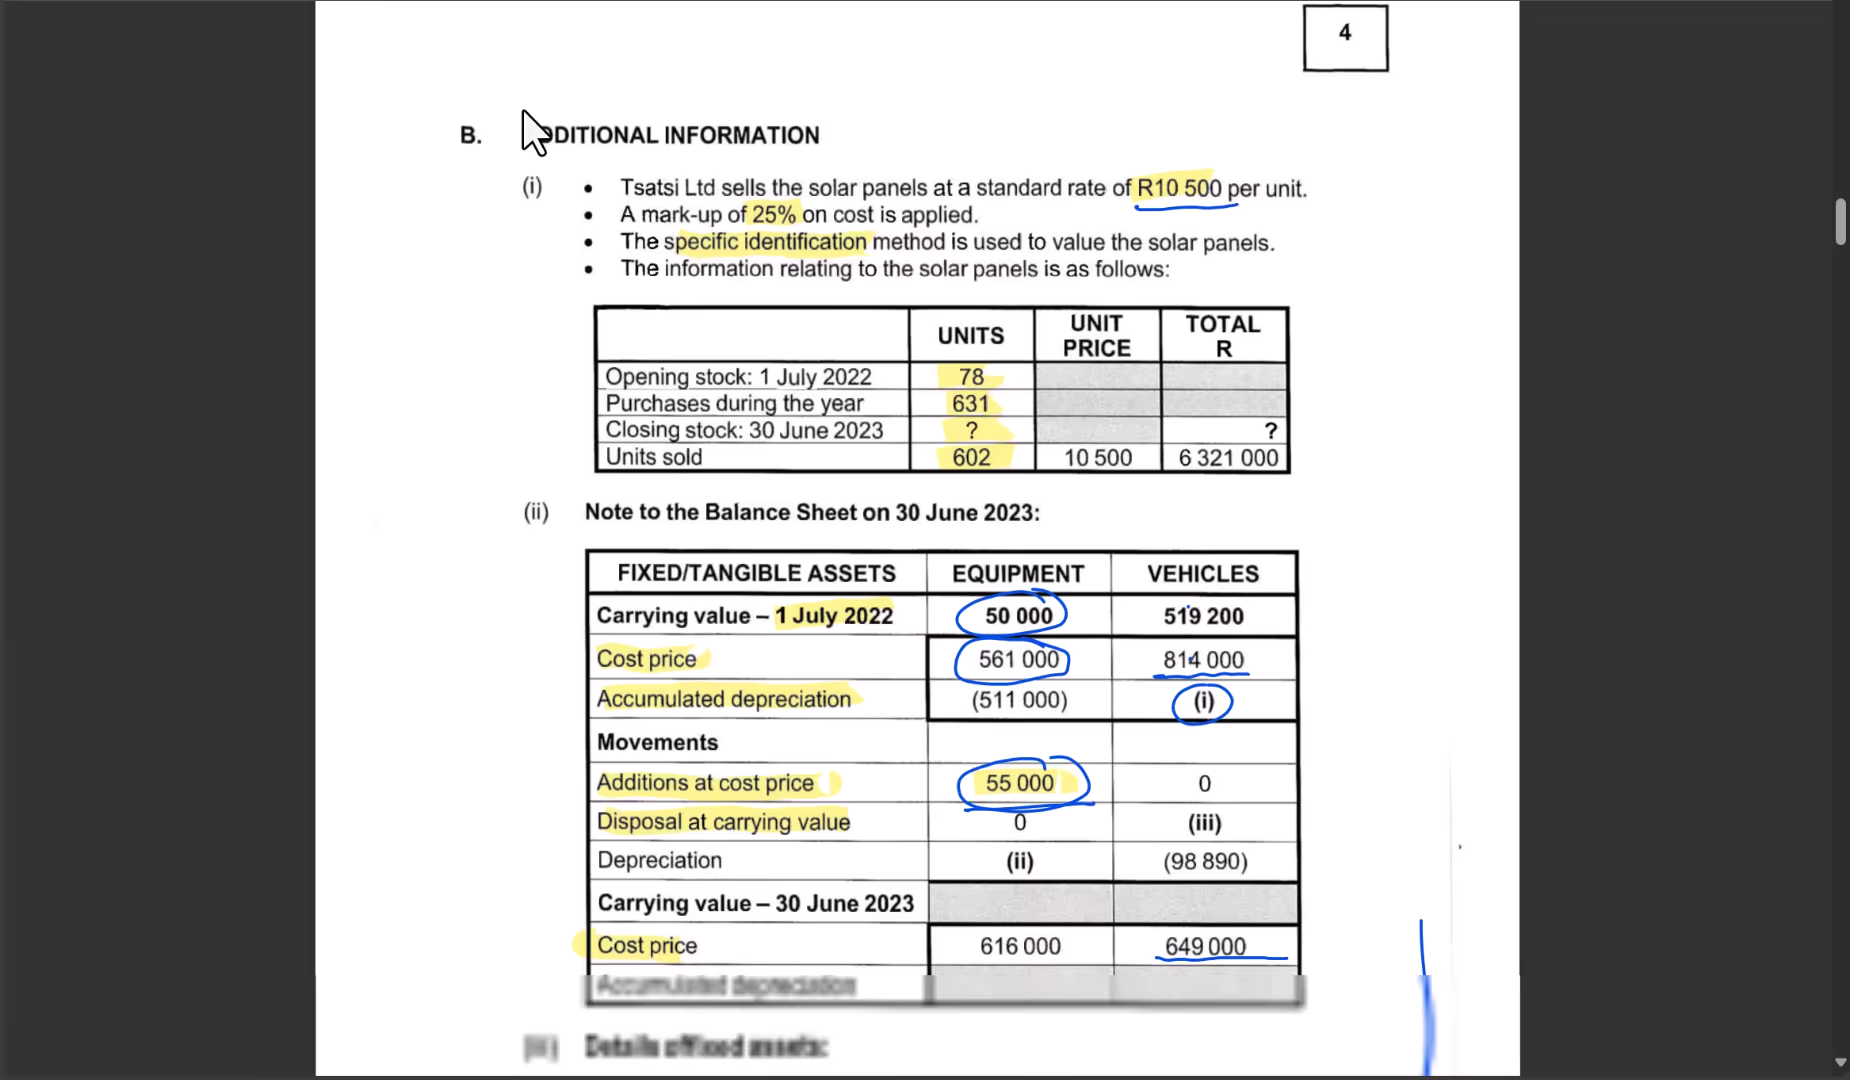 4
B. DDITIONAL INFORMATION
(i) • Tsatsi Ltd sells the solar panels at a standard rate of R10 500 per unit.
• A mark-up of 25% on cost is applied.
• The specific identification method is used to value the solar panels.
• The information relating to the solar panels is as follows:
UNITS UNIT PRICE TOTAL R
Opening stock: 1 July 2022 78
Purchases during the year 631
Closing stock: 30 June 2023 ? ?
Units sold 602 10 500 6 321 000
(ii) Note to the Balance Sheet on 30 June 2023:
FIXED/TANGIBLE ASSETS EQUIPMENT VEHICLES
Carrying value – 1 July 2022 50 000 519 200
Cost price 561 000 814 000
Accumulated depreciation (511 000) (i)
Movements
Additions at cost price 55 000 0
Disposal at carrying value 0 (iii)
Depreciation (ii) (98 890)
Carrying value – 30 June 2023
Cost price 616 000 649 000
Accumulated depreciation
Details of fixed assets: